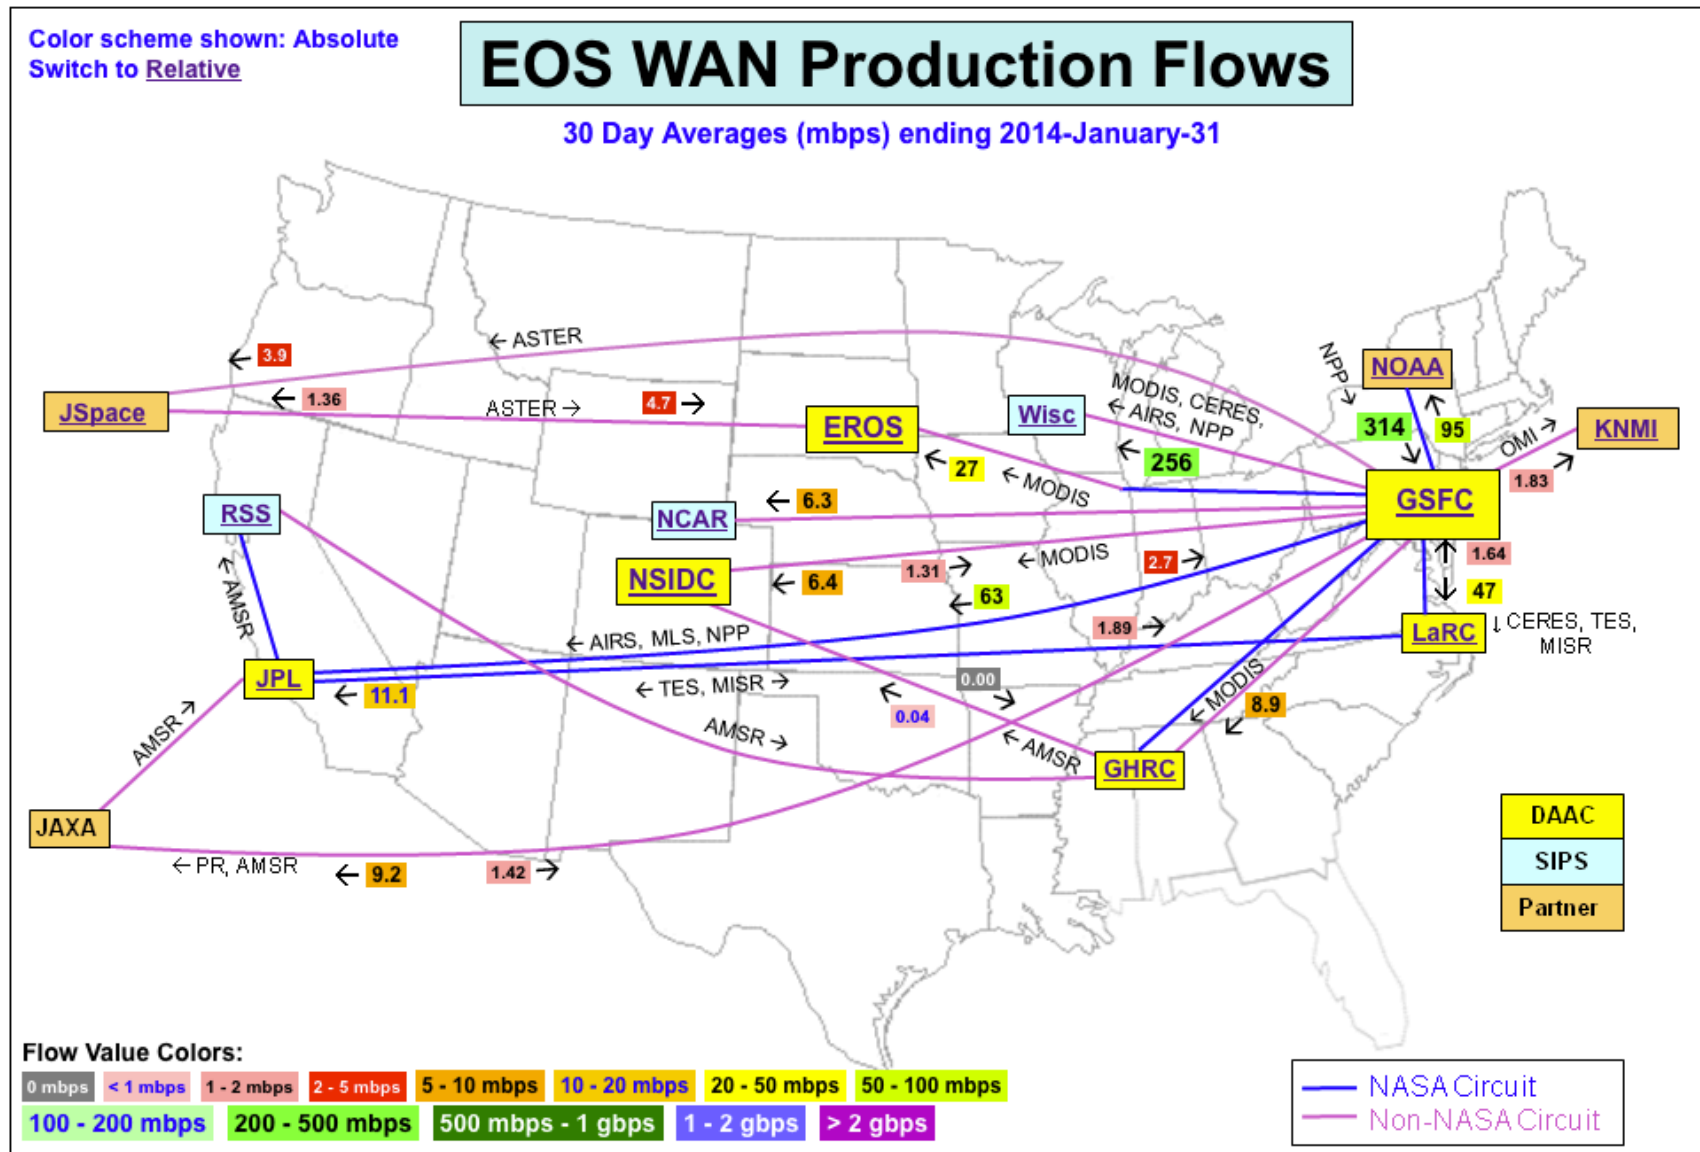 Color scheme shown: Absolute
Switch to Relative
EOS WAN Production Flows
30 Day Averages (mbps) ending 2014-January-31
← ASTER
← 3.9
← 1.36
JSpace
ASTER →
4.7 →
EROS
← 27
Wisc
MODIS, CERES,
← AIRS, NPP
← 256
← MODIS
NPP →
NOAA
314
95
OMI →
KNMI
1.83
GSFC
RSS
NCAR
← 6.3
NSIDC
← 6.4
1.31 →
← MODIS
2.7 →
← 63
1.89 →
1.64
47
LaRC
↓ CERES, TES,
MISR
← AMSR
← AIRS, MLS, NPP
JPL
← 11.1
← TES, MISR →
0.00
0.04
← MODIS
8.9
AMSR →
AMSR →
← AMSR
GHRC
JAXA
← PR, AMSR
← 9.2
1.42 →
DAAC
SIPS
Partner
Flow Value Colors:
0 mbps < 1 mbps 1 - 2 mbps 2 - 5 mbps 5 - 10 mbps 10 - 20 mbps 20 - 50 mbps 50 - 100 mbps
100 - 200 mbps 200 - 500 mbps 500 mbps - 1 gbps 1 - 2 gbps > 2 gbps
NASA Circuit
Non-NASA Circuit